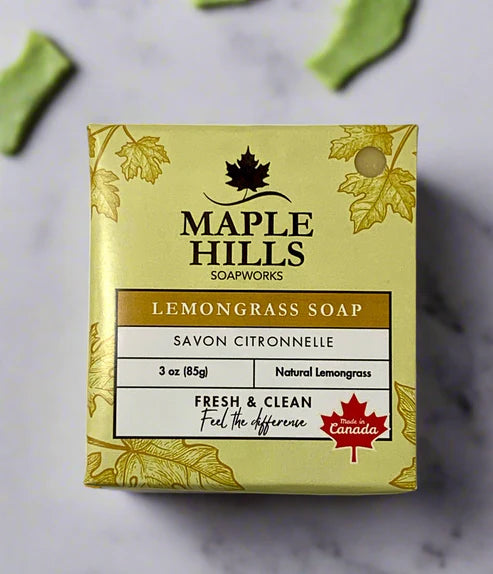 MAPLE
HILLS
SOAPWORKS
LEMONGRASS SOAP
SAVON CITRONNELLE
3 oz (85g)
Natural Lemongrass
FRESH & CLEAN
Feel the difference
Made in
Canada